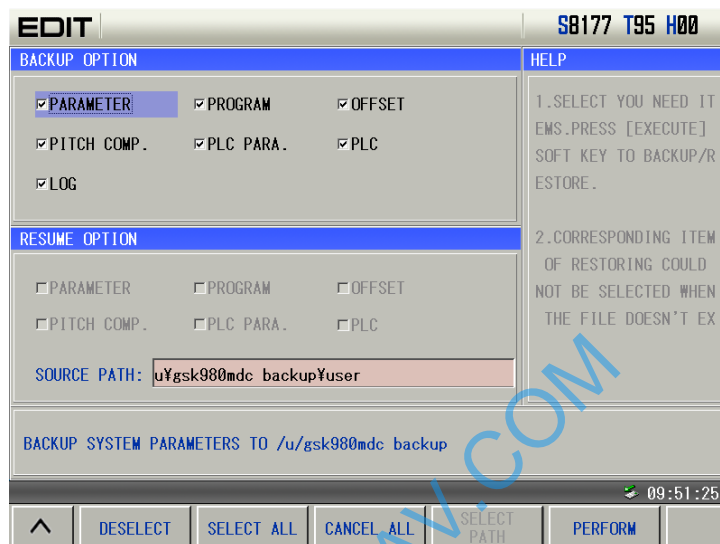 EDIT
S8177 T95 H00
BACKUP OPTION
PARAMETER PROGRAM OFFSET
PITCH COMP. PLC PARA. PLC
LOG
RESUME OPTION
PARAMETER PROGRAM OFFSET
PITCH COMP. PLC PARA. PLC
SOURCE PATH: u¥gsk980mdc backup¥user
HELP
1.SELECT YOU NEED IT
EMS.PRESS [EXECUTE]
SOFT KEY TO BACKUP/R
ESTORE.
2.CORRESPONDING ITEM
OF RESTORING COULD
NOT BE SELECTED WHEN
THE FILE DOESN'T EX
BACKUP SYSTEM PARAMETERS TO /u/gsk980mdc backup
09:51:25
DESELECT SELECT ALL CANCEL ALL SELECT PATH PERFORM
AV.COM